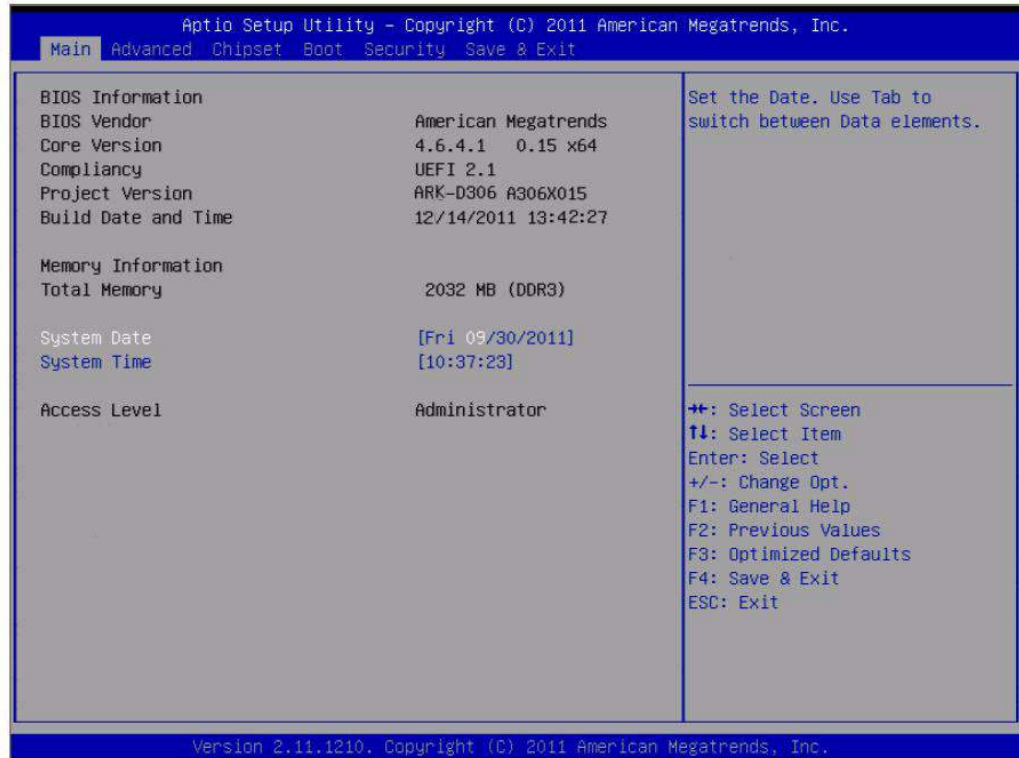 Aptio Setup Utility – Copyright (C) 2011 American Megatrends, Inc.
Main Advanced Chipset Boot Security Save & Exit
BIOS Information
BIOS Vendor American Megatrends
Core Version 4.6.4.1 0.15 x64
Compliancy UEFI 2.1
Project Version ARK-D306 A306X015
Build Date and Time 12/14/2011 13:42:27
Memory Information
Total Memory 2032 MB (DDR3)
System Date [Fri 09/30/2011]
System Time [10:37:23]
Access Level Administrator
Set the Date. Use Tab to
switch between Data elements.
→←: Select Screen
↑↓: Select Item
Enter: Select
+/-: Change Opt.
F1: General Help
F2: Previous Values
F3: Optimized Defaults
F4: Save & Exit
ESC: Exit
Version 2.11.1210. Copyright (C) 2011 American Megatrends, Inc.